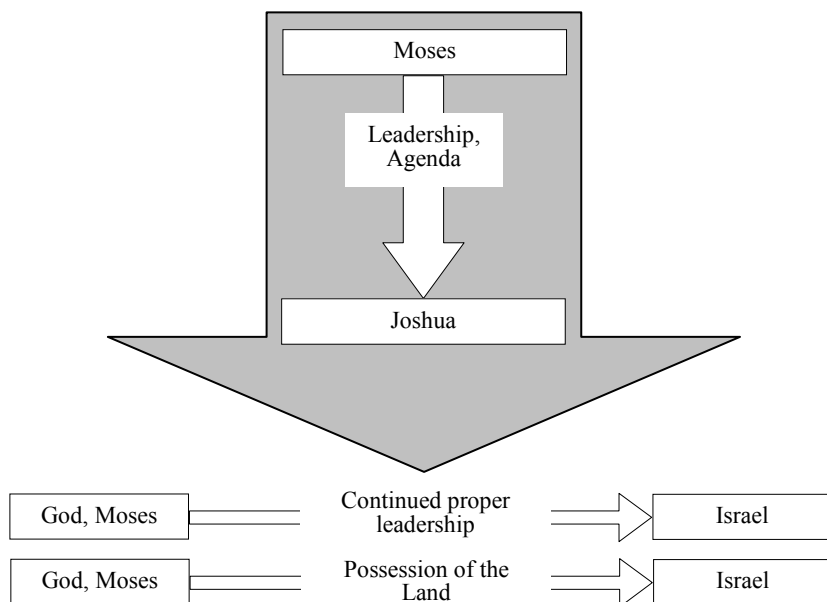 Moses
Leadership,
Agenda
Joshua
God, Moses
Continued proper
leadership
Israel
God, Moses
Possession of the
Land
Israel